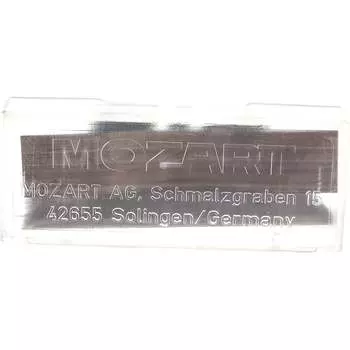 MOZART
MOZART AG, Schmalzgraben 15
42655 Solingen/Germany